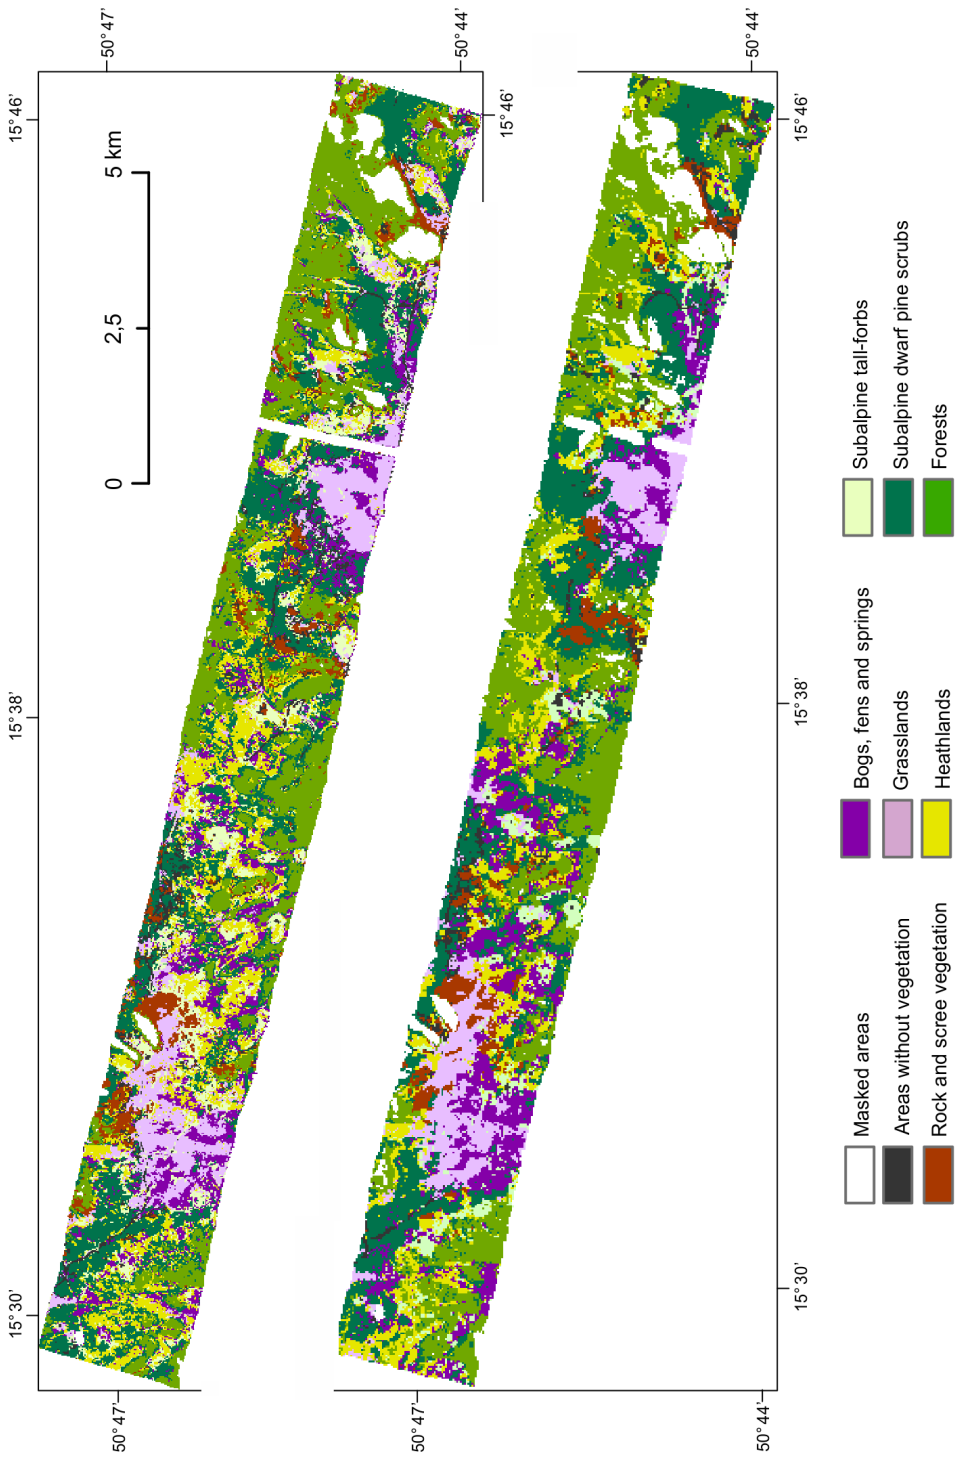 50°47'
50°44'
50°44'
15°46'
15°46'
15°46'
0
2,5
5 km
15°38'
15°38'
15°30'
15°30'
50°47'
50°47'
50°44'
Masked areas
Areas without vegetation
Rock and scree vegetation
Bogs, fens and springs
Grasslands
Heathlands
Subalpine tall-forbs
Subalpine dwarf pine scrubs
Forests